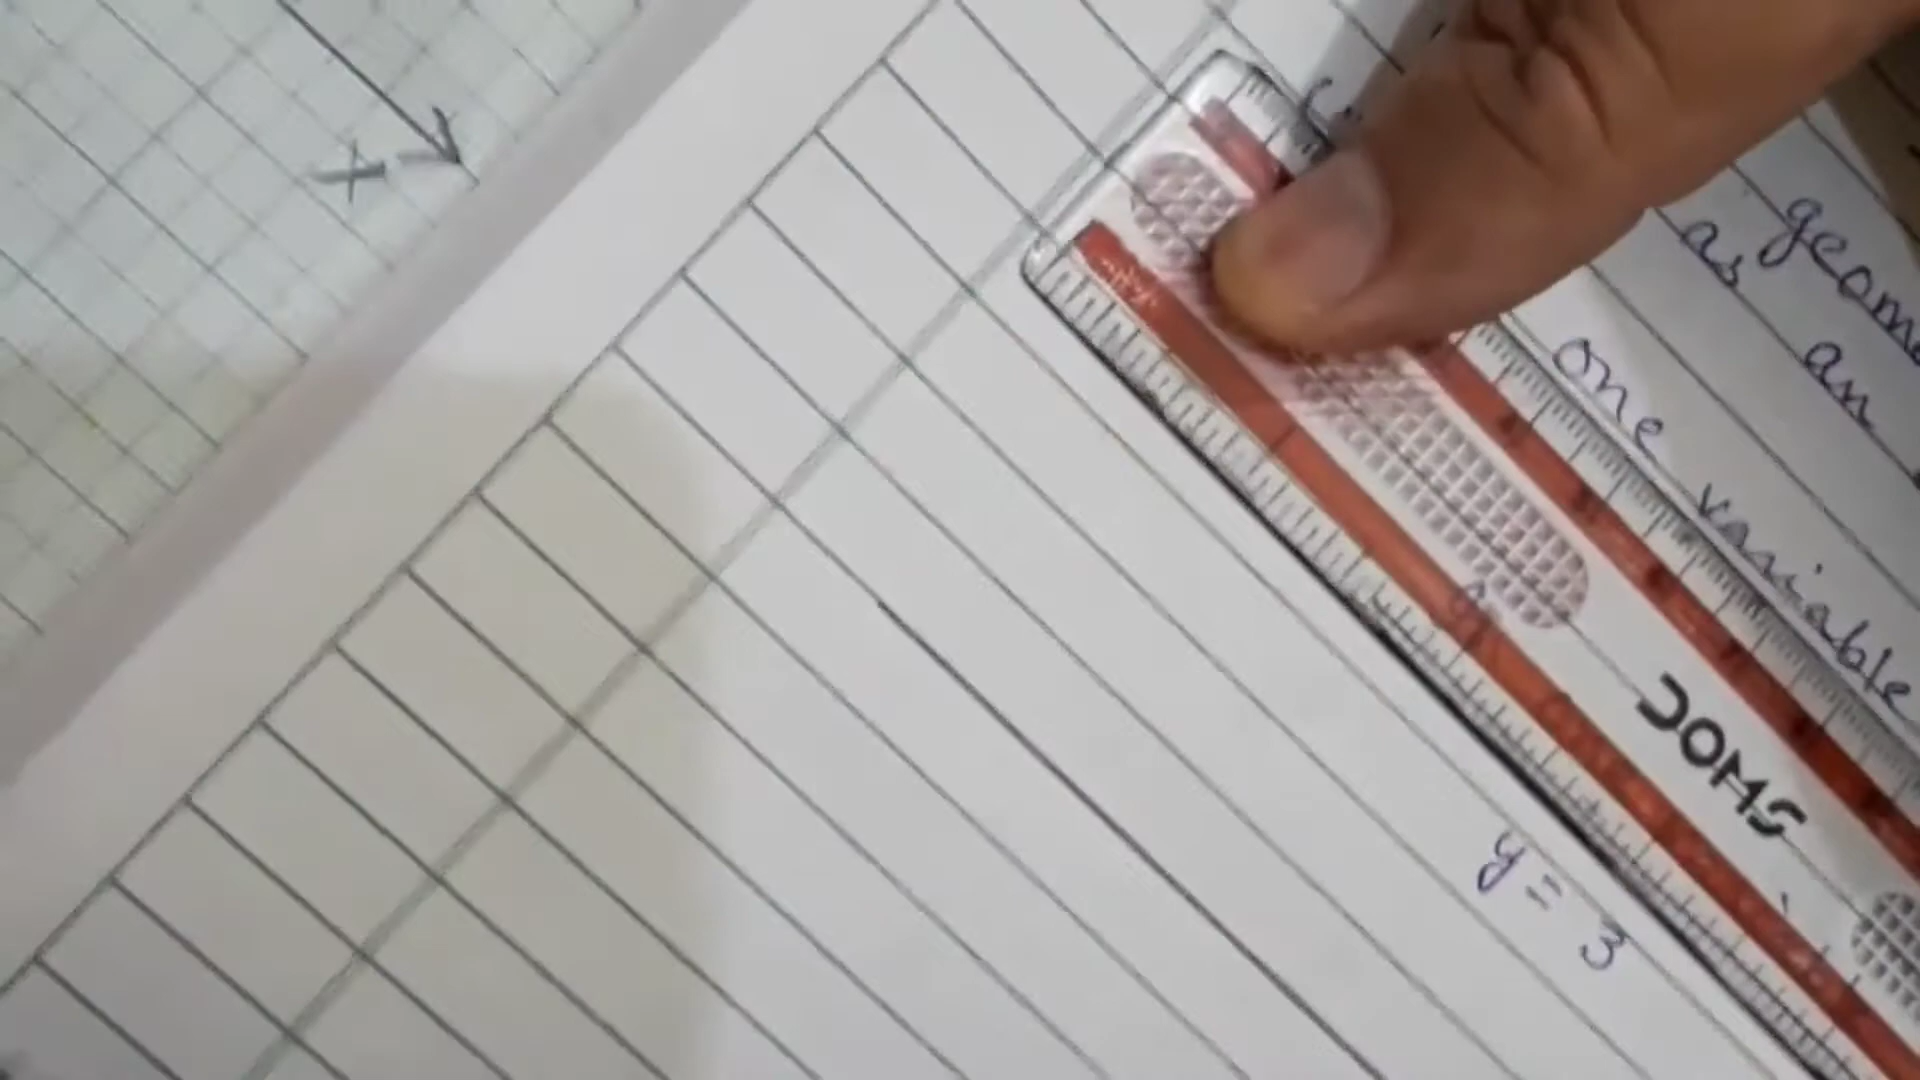 X
geome
as an
one variable
DOMS
y = 3